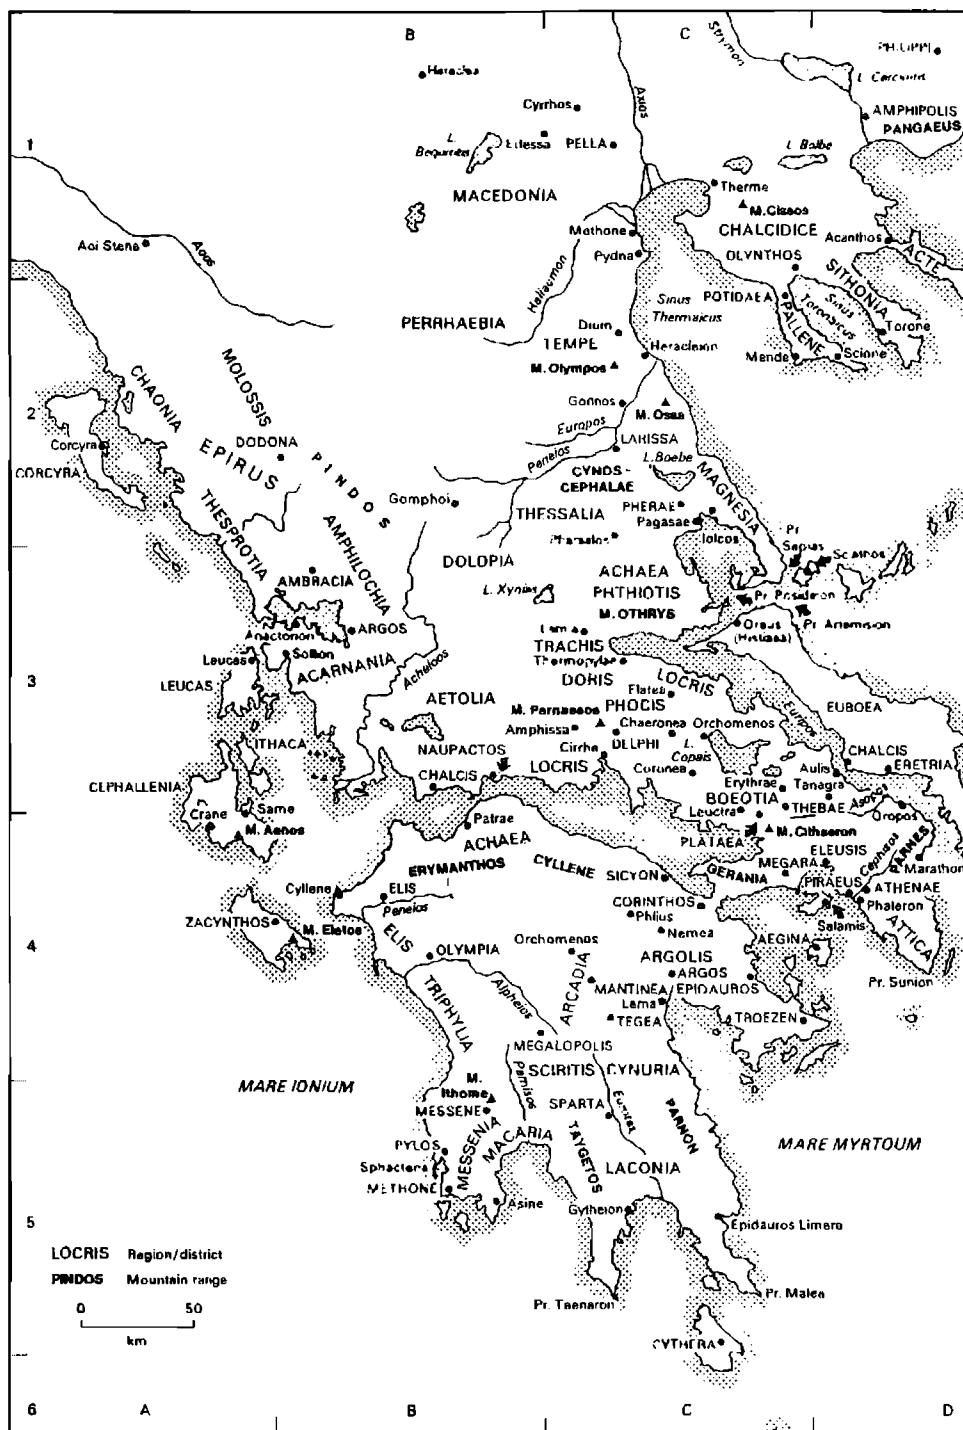 B
C
Strymon
PHILIPPI
Heraclea
L. Cercinitis
Cyrrhos
Axios
AMPHIPOLIS
PANGAEUS
1
L. Begorritis
Edessa
PELLA
L. Bolbe
MACEDONIA
Therme
M. Cissos
CHALCIDICE
Aoi Stena
Aoos
Methone
Pydna
Acanthos
ACTE
OLYNTHOS
SITHONIA
Haliacmon
Sinus
Thermaicus
POTIDAEA
PALLENE
Sinus
Toronaicus
PERRHAEBIA
Dium
TEMPE
Heracleion
Torone
Mende
Scione
M. Olympos
MOLOSSIS
CHAONIA
2
Gonnos
M. Ossa
Europos
Corcyra
DODONA
EPIRUS
PINDOS
Peneios
LARISSA
L. Boebe
CORCYRA
CYNOS-
CEPHALAE
MAGNESIA
Gomphoi
THESSALIA
PHERAE
Pagasae
THESPROTIA
AMPHILOCHIA
Pharsalos
Iolcos
Pr.
Sepias
Sciathos
DOLOPIA
AMBRACIA
ACHAEA
PHTHIOTIS
L. Xynias
Pr. Posideion
M. OTHRYS
Pr. Artemision
Anactorion
ARGOS
Lamia
Oreus
(Histiaea)
Leucas
Sollion
TRACHIS
Thermopylae
ACARNANIA
Acheloos
DORIS
3
LEUCAS
AETOLIA
Elatea
LOCRIS
M. Parnassos
PHOCIS
Euripos
EUBOEA
Amphissa
Chaeronea
Orchomenos
ITHACA
NAUPACTOS
Cirrha
DELPHI
L.
Copais
CHALCIS
ERETRIA
CHALCIS
LOCRIS
Coronea
Aulis
CEPHALLENIA
Erythrae
Tanagra
BOEOTIA
THEBAE
Asopos
Oropos
Crane
Same
Leuctra
M. Aenos
Patrae
ACHAEA
PLATAEA
M. Cithaeron
ELEUSIS
Cephisos
PARNES
ERYMANTHOS
CYLLENE
MEGARA
Marathon
SICYON
GERANIA
PIRAEUS
ATHENAE
Cyllene
ELIS
CORINTHOS
Phaleron
Peneios
Phlius
Salamis
ATTICA
ZACYNTHOS
M. Elatos
Nemea
4
ELIS
OLYMPIA
Orchomenos
AEGINA
ARGOLIS
ARGOS
Pr. Sunion
ARCADIA
MANTINEA
EPIDAUROS
TRIPHYLIA
Alpheios
Lerna
TEGEA
TROEZEN
MEGALOPOLIS
SCIRITIS
CYNURIA
MARE IONIUM
M.
Ithome
Pamisos
MESSENE
SPARTA
Eurotas
PARNON
MACARIA
TAYGETOS
MARE MYRTOUM
PYLOS
MESSENIA
Sphacteria
LACONIA
METHONE
Asine
Gytheion
5
Epidauros Limera
LOCRIS Region/district
PINDOS Mountain range
0 50
km
Pr. Taenaron
Pr. Malea
CYTHERA
6
A
B
C
D